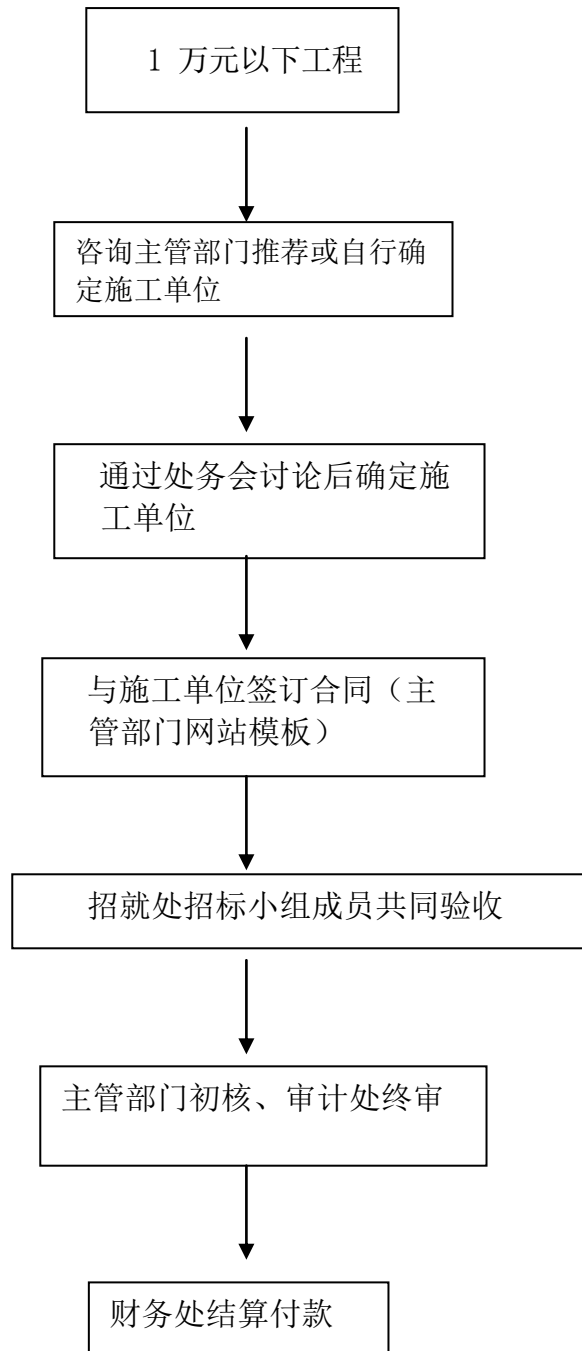 1 万元以下工程
咨询主管部门推荐或自行确
定施工单位
通过处务会讨论后确定施
工单位
与施工单位签订合同（主
管部门网站模板）
招就处招标小组成员共同验收
主管部门初核、审计处终审
财务处结算付款